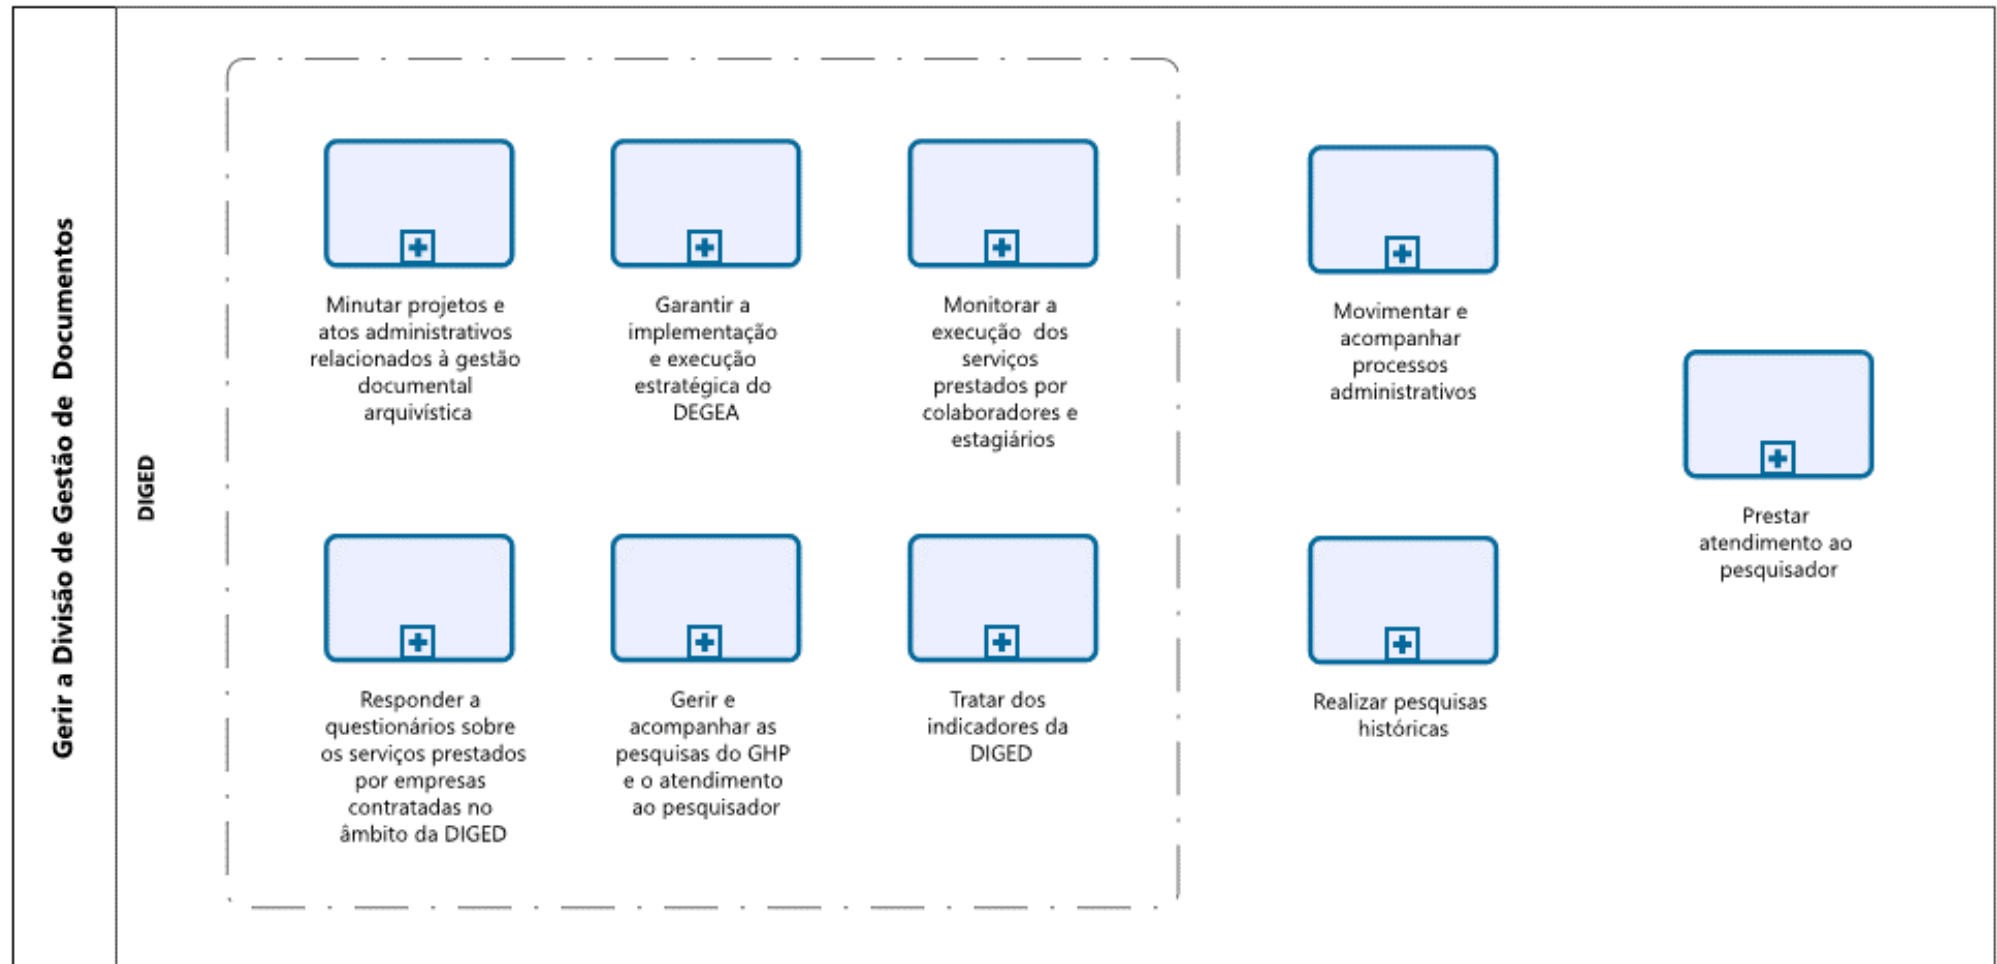 Gerir a Divisão de Gestão de Documentos
DIGED
Minutar projetos e
atos administrativos
relacionados à gestão
documental
arquivística
Garantir a
implementação
e execução
estratégica do
DEGEA
Monitorar a
execução dos
serviços
prestados por
colaboradores e
estagiários
Movimentar e
acompanhar
processos
administrativos
Prestar
atendimento ao
pesquisador
Responder a
questionários sobre
os serviços prestados
por empresas
contratadas no
âmbito da DIGED
Gerir e
acompanhar as
pesquisas do GHP
e o atendimento
ao pesquisador
Tratar dos
indicadores da
DIGED
Realizar pesquisas
históricas